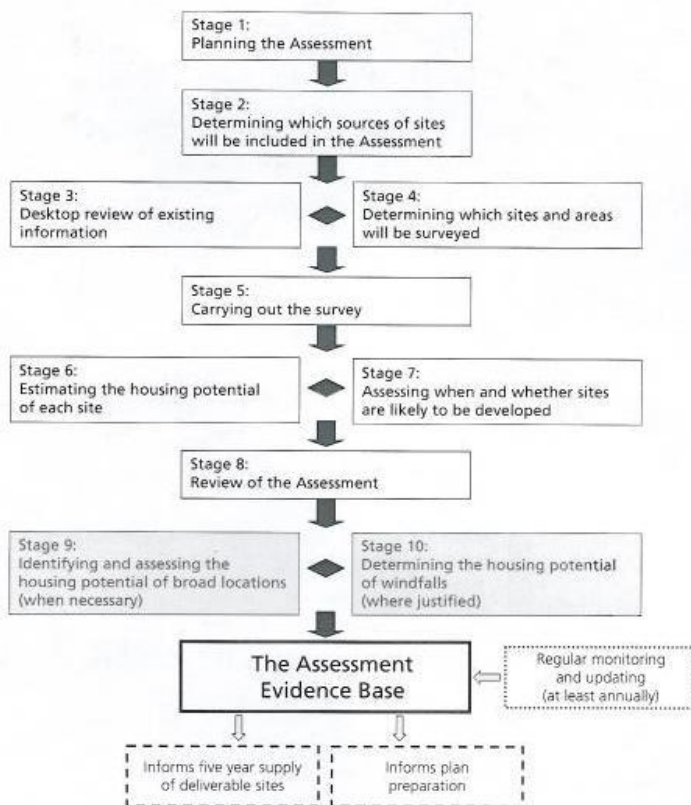 Stage 1:
Planning the Assessment
Stage 2:
Determining which sources of sites
will be included in the Assessment
Stage 3:
Desktop review of existing
information
Stage 4:
Determining which sites and areas
will be surveyed
Stage 5:
Carrying out the survey
Stage 6:
Estimating the housing potential
of each site
Stage 7:
Assessing when and whether sites
are likely to be developed
Stage 8:
Review of the Assessment
Stage 9:
Identifying and assessing the
housing potential of broad locations
(when necessary)
Stage 10:
Determining the housing potential
of windfalls
(where justified)
The Assessment
Evidence Base
Regular monitoring
and updating
(at least annually)
Informs five year supply
of deliverable sites
Informs plan
preparation